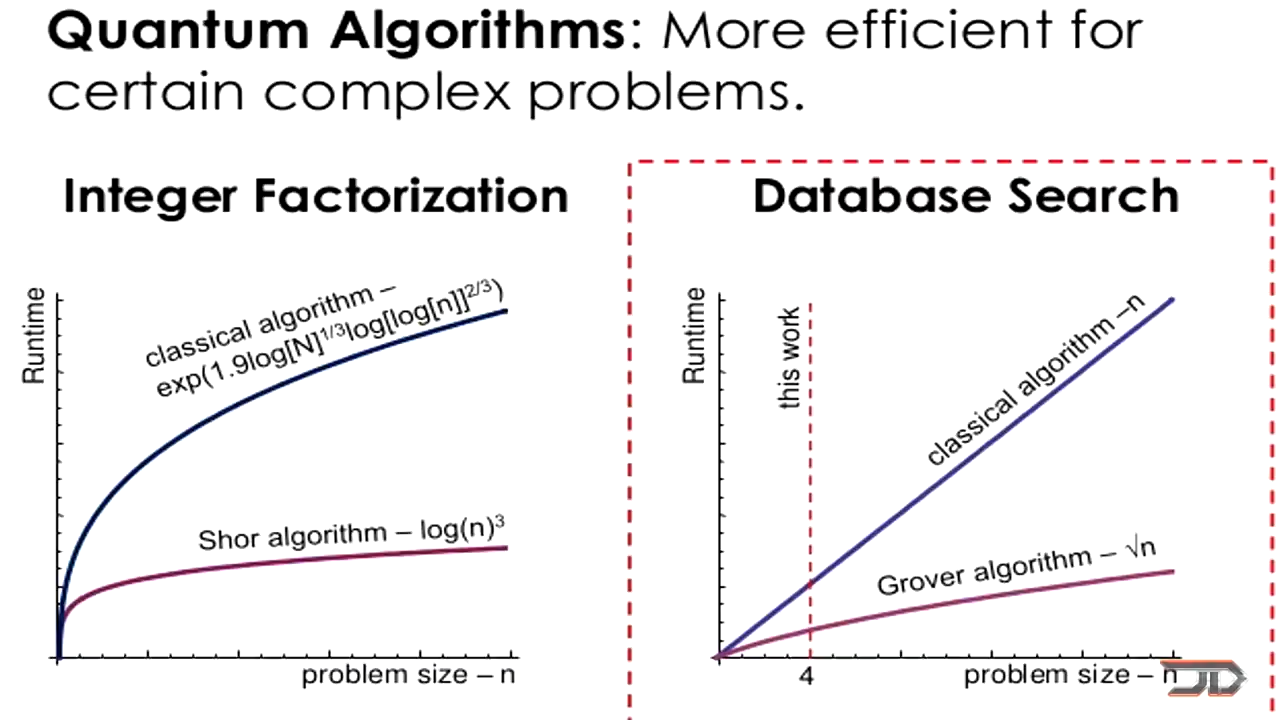 Quantum Algorithms: More efficient for
certain complex problems.
Integer Factorization
Runtime
classical algorithm –
exp(1.9log[N]^1/3log[log[n]]^2/3)
Shor algorithm – log(n)³
problem size – n
Database Search
Runtime
this work
classical algorithm –n
Grover algorithm – √n
4
problem size – n
JD